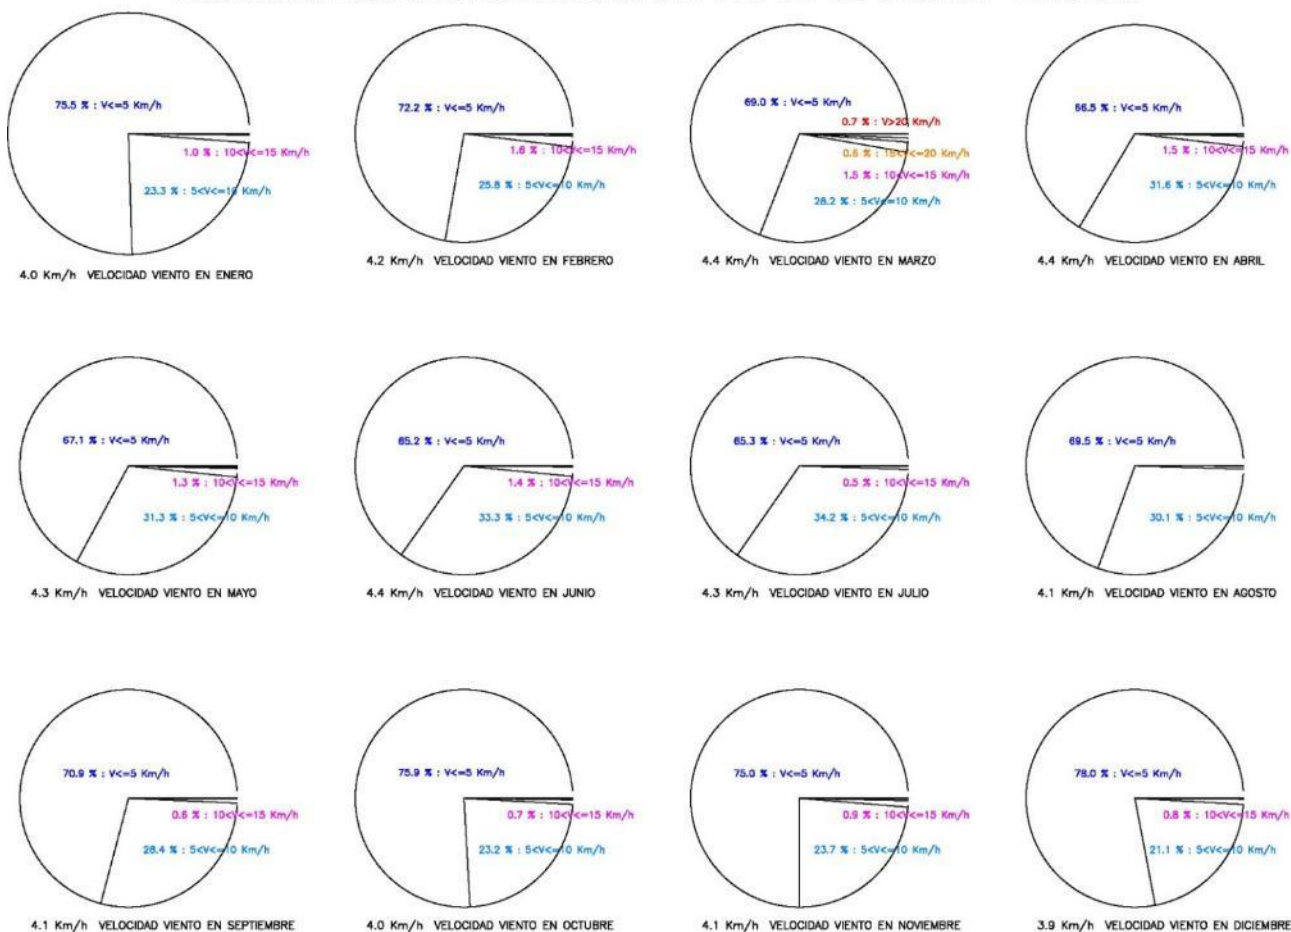 75.5 % : V<=5 Km/h
1.0 % : 10<V<=15 Km/h
23.3 % : 5<V<=10 Km/h
4.0 Km/h VELOCIDAD VIENTO EN ENERO
72.2 % : V<=5 Km/h
1.6 % : 10<V<=15 Km/h
25.8 % : 5<V<=10 Km/h
4.2 Km/h VELOCIDAD VIENTO EN FEBRERO
69.0 % : V<=5 Km/h
0.7 % : V>20 Km/h
0.6 % : 15<V<=20 Km/h
1.5 % : 10<V<=15 Km/h
28.2 % : 5<V<=10 Km/h
4.4 Km/h VELOCIDAD VIENTO EN MARZO
66.5 % : V<=5 Km/h
1.5 % : 10<V<=15 Km/h
31.6 % : 5<V<=10 Km/h
4.4 Km/h VELOCIDAD VIENTO EN ABRIL
67.1 % : V<=5 Km/h
1.3 % : 10<V<=15 Km/h
31.3 % : 5<V<=10 Km/h
4.3 Km/h VELOCIDAD VIENTO EN MAYO
65.2 % : V<=5 Km/h
1.4 % : 10<V<=15 Km/h
33.3 % : 5<V<=10 Km/h
4.4 Km/h VELOCIDAD VIENTO EN JUNIO
65.3 % : V<=5 Km/h
0.5 % : 10<V<=15 Km/h
34.2 % : 5<V<=10 Km/h
4.3 Km/h VELOCIDAD VIENTO EN JULIO
69.5 % : V<=5 Km/h
30.1 % : 5<V<=10 Km/h
4.1 Km/h VELOCIDAD VIENTO EN AGOSTO
70.9 % : V<=5 Km/h
0.6 % : 10<V<=15 Km/h
28.4 % : 5<V<=10 Km/h
4.1 Km/h VELOCIDAD VIENTO EN SEPTIEMBRE
75.9 % : V<=5 Km/h
0.7 % : 10<V<=15 Km/h
23.2 % : 5<V<=10 Km/h
4.0 Km/h VELOCIDAD VIENTO EN OCTUBRE
75.0 % : V<=5 Km/h
0.9 % : 10<V<=15 Km/h
23.7 % : 5<V<=10 Km/h
4.1 Km/h VELOCIDAD VIENTO EN NOVIEMBRE
78.0 % : V<=5 Km/h
0.8 % : 10<V<=15 Km/h
21.1 % : 5<V<=10 Km/h
3.9 Km/h VELOCIDAD VIENTO EN DICIEMBRE